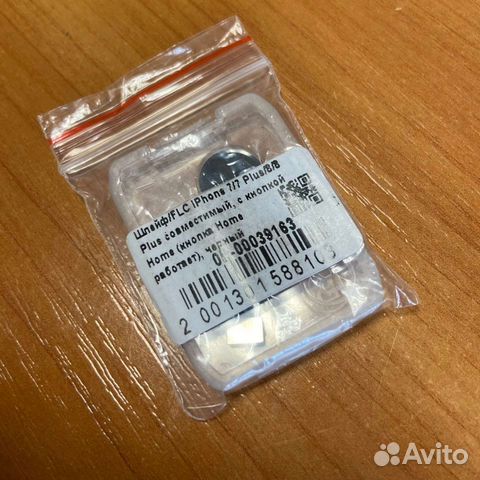 Шлейф/FLC iPhone 7/7 Plus/8/8
Plus совместимый, с кнопкой
Home (кнопка Home
работает), черный
-00039163
2 001301 58810
Avito